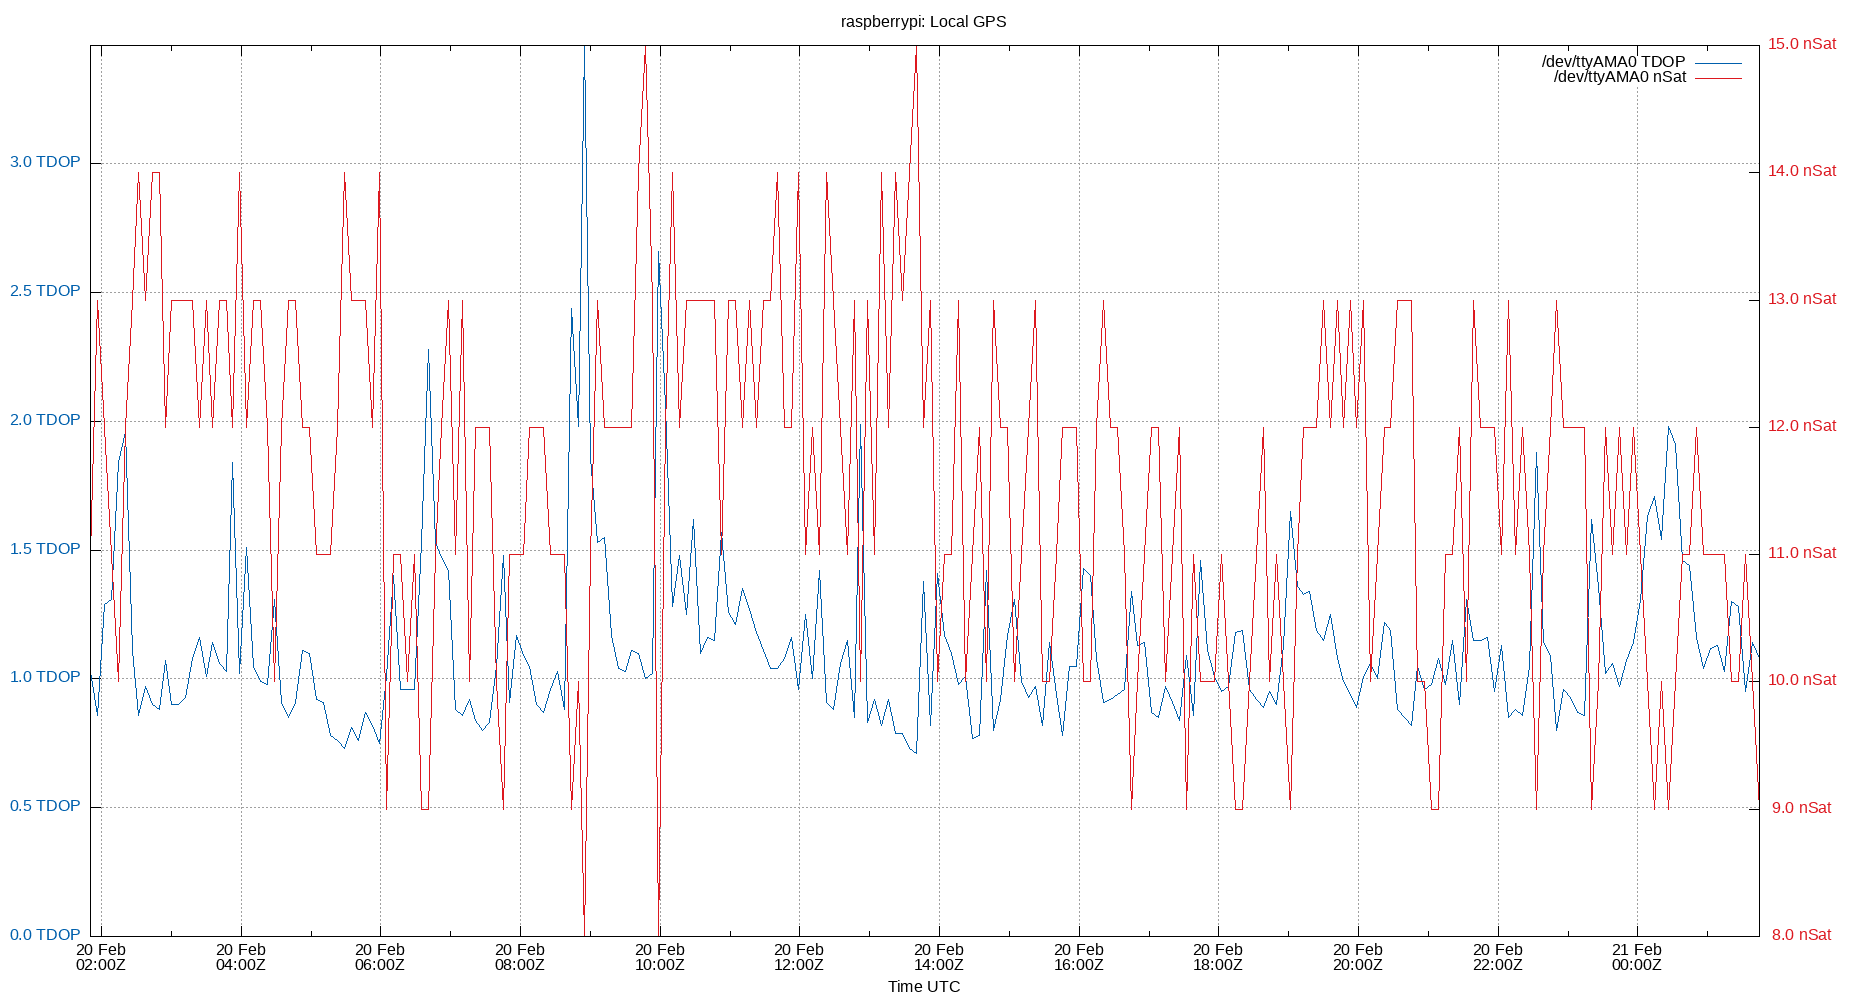 raspberrypi: Local GPS
/dev/ttyAMA0 TDOP
/dev/ttyAMA0 nSat
3.0 TDOP
2.5 TDOP
2.0 TDOP
1.5 TDOP
1.0 TDOP
0.5 TDOP
0.0 TDOP
15.0 nSat
14.0 nSat
13.0 nSat
12.0 nSat
11.0 nSat
10.0 nSat
9.0 nSat
8.0 nSat
20 Feb
02:00Z
20 Feb
04:00Z
20 Feb
06:00Z
20 Feb
08:00Z
20 Feb
10:00Z
20 Feb
12:00Z
20 Feb
14:00Z
20 Feb
16:00Z
20 Feb
18:00Z
20 Feb
20:00Z
20 Feb
22:00Z
21 Feb
00:00Z
Time UTC